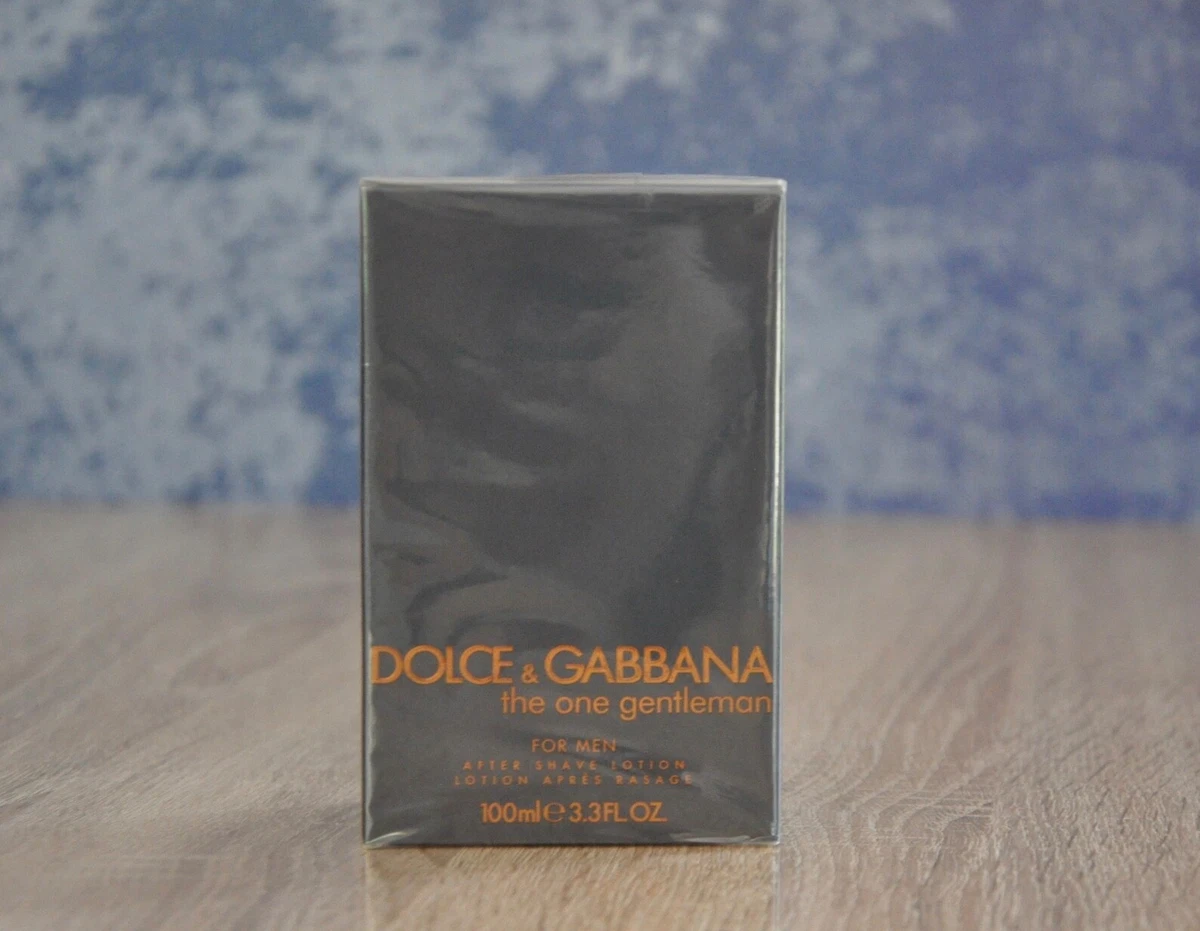 DOLCE & GABBANA
the one gentleman
FOR MEN
AFTER SHAVE LOTION
LOTION APRÈS RASAGE
100ml ℮ 3.3FL.OZ.